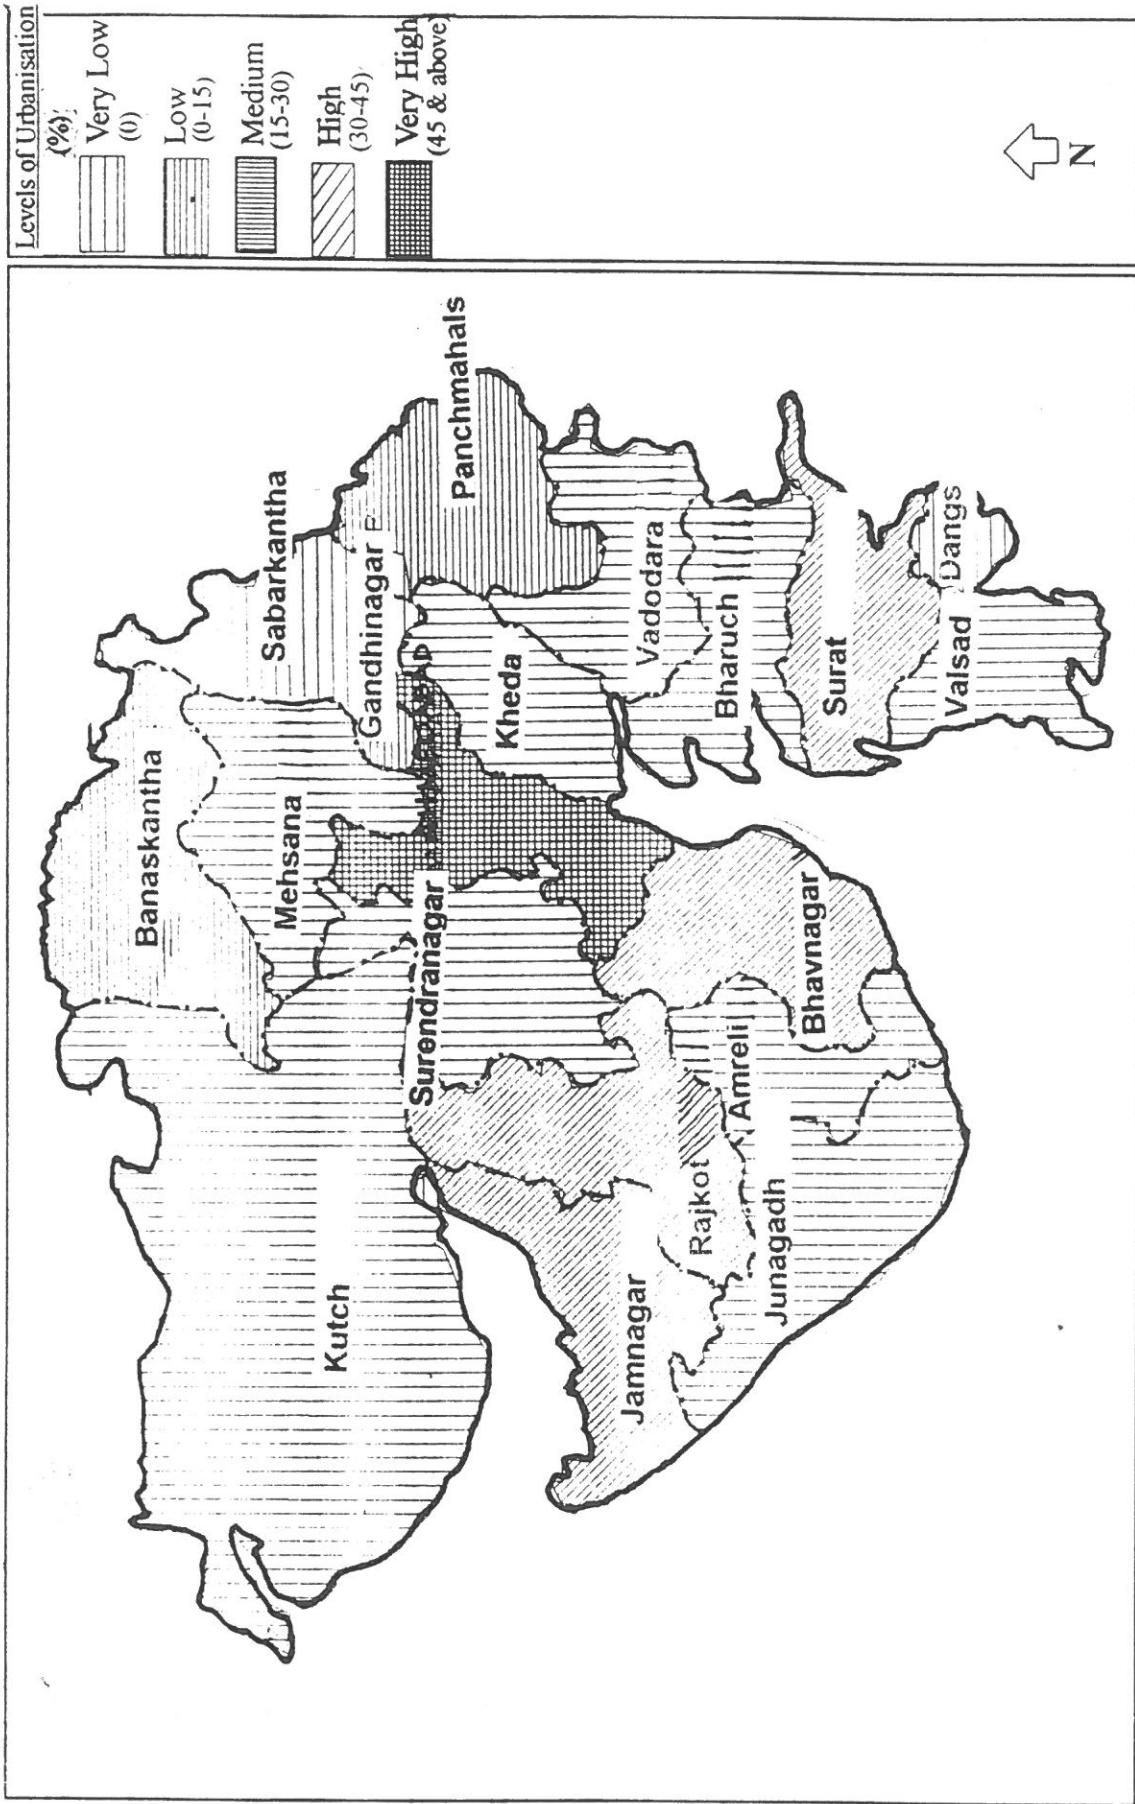 Levels of Urbanisation
(%)
Very Low
(0)
Low
(0-15)
Medium
(15-30)
High
(30-45)
Very High
(45 & above)
N
Banaskantha
Sabarkantha
Mehsana
Gandhinagar
Panchmahals
Kutch
Surendranagar
Kheda
Vadodara
Jamnagar
Rajkot
Amreli
Bharuch
Junagadh
Bhavnagar
Surat
Valsad
Dangs